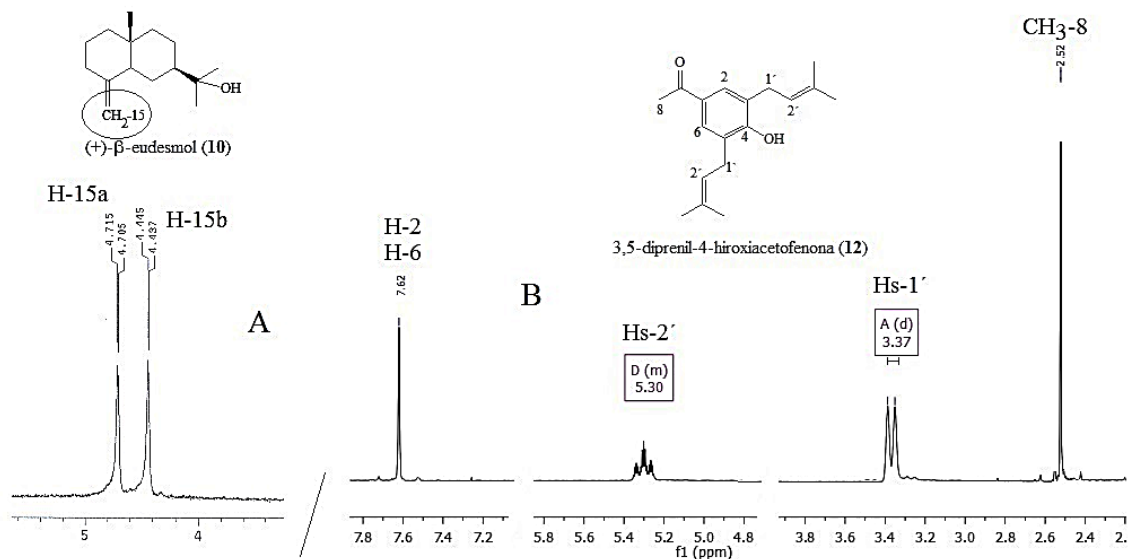 CH₂-15
OH
(+)-β-eudesmol (10)
H-15a
4.715
4.705
4.445
4.437
H-15b
A
5
4
H-2
H-6
7.62
B
O
8
2
6
4
OH
1´
2´
2´
1´
3,5-diprenil-4-hiroxiacetofenona (12)
Hs-2´
D (m)
5.30
Hs-1´
A (d)
3.37
CH3-8
2.52
7.8 7.6 7.4 7.2
5.8 5.6 5.4 5.2 5.0 4.8
f1 (ppm)
3.8 3.6 3.4 3.2 3.0 2.8 2.6 2.4 2.